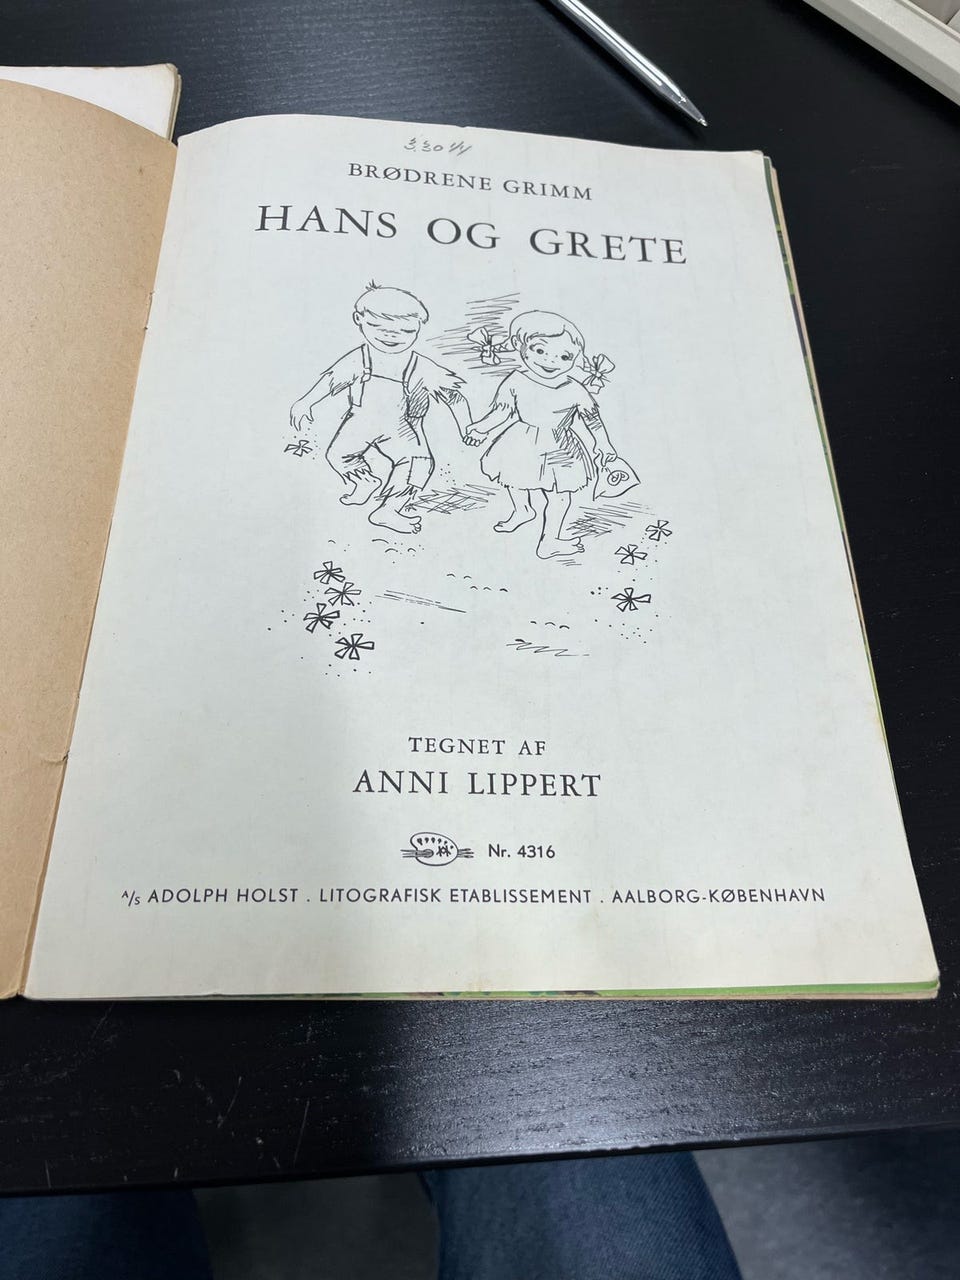 BRØDRENE GRIMM
HANS OG GRETE
TEGNET AF
ANNI LIPPERT
Nr. 4316
A/S ADOLPH HOLST . LITOGRAFISK ETABLISSEMENT . AALBORG-KØBENHAVN